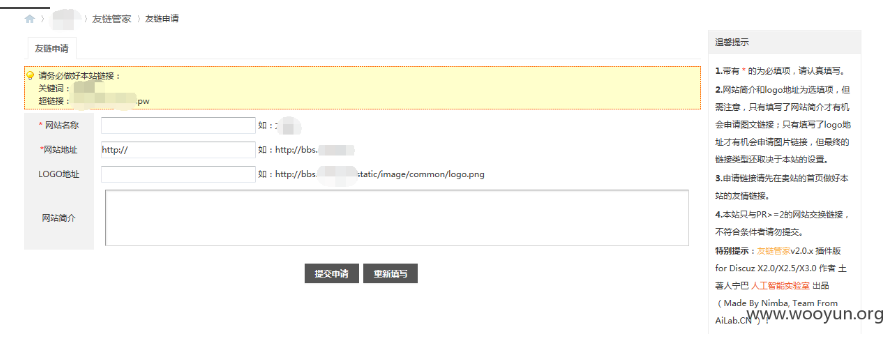 友链管家 〉 友链申请
友链申请
请务必做好本站链接：
关键词：
超链接： .pw
* 网站名称 如：
*网站地址 http:// 如：http://bbs.
LOGO地址 如：http://bbs. static/image/common/logo.png
网站简介
提交申请 重新填写
温馨提示
1.带有 * 的为必填项，请认真填写。
2.网站简介和logo地址为选填项，但
需注意，只有填写了网站简介才有机
会申请图文链接；只有填写了logo地
址才有机会申请图片链接，但最终的
链接类型还取决于本站的设置。
3.申请链接请先在贵站的首页做好本
站的友情链接。
4.本站只与PR>=2的网站交换链接，
不符合条件者请勿提交。
特别提示：友链管家v2.0.x 插件版
for Discuz X2.0/X2.5/X3.0 作者 土
著人宁巴 人工智能实验室 出品
（ Made By Nimba, Team From
AiLab.CN ）！
www.wooyun.org